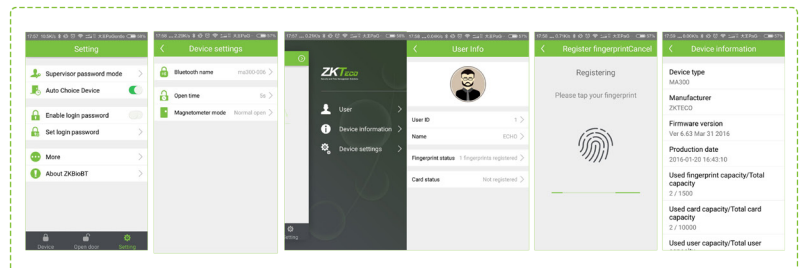 Setting
Supervisor password mode
Auto Choice Device
Enable login password
Set login password
More
About ZKBioBT
Device
Open door
Setting
Device settings
Bluetooth name
ma300-006
Open time
5s
Magnetometer mode
Normal open
ZKTECO
User
Device Information
Device settings
User Info
User ID
1
Name
ECHO
Fingerprint status
1 fingerprints registered
Card status
Not registered
Register fingerprint
Cancel
Registering
Please tap your fingerprint
Device information
Device type
MA300
Manufacturer
ZKTECO
Firmware version
Ver 6.63 Mar 31 2016
Production date
2016-01-20 16:43:10
Used fingerprint capacity/Total
capacity
2 / 1500
Used card capacity/Total card
capacity
2 / 10000
Used user capacity/Total user